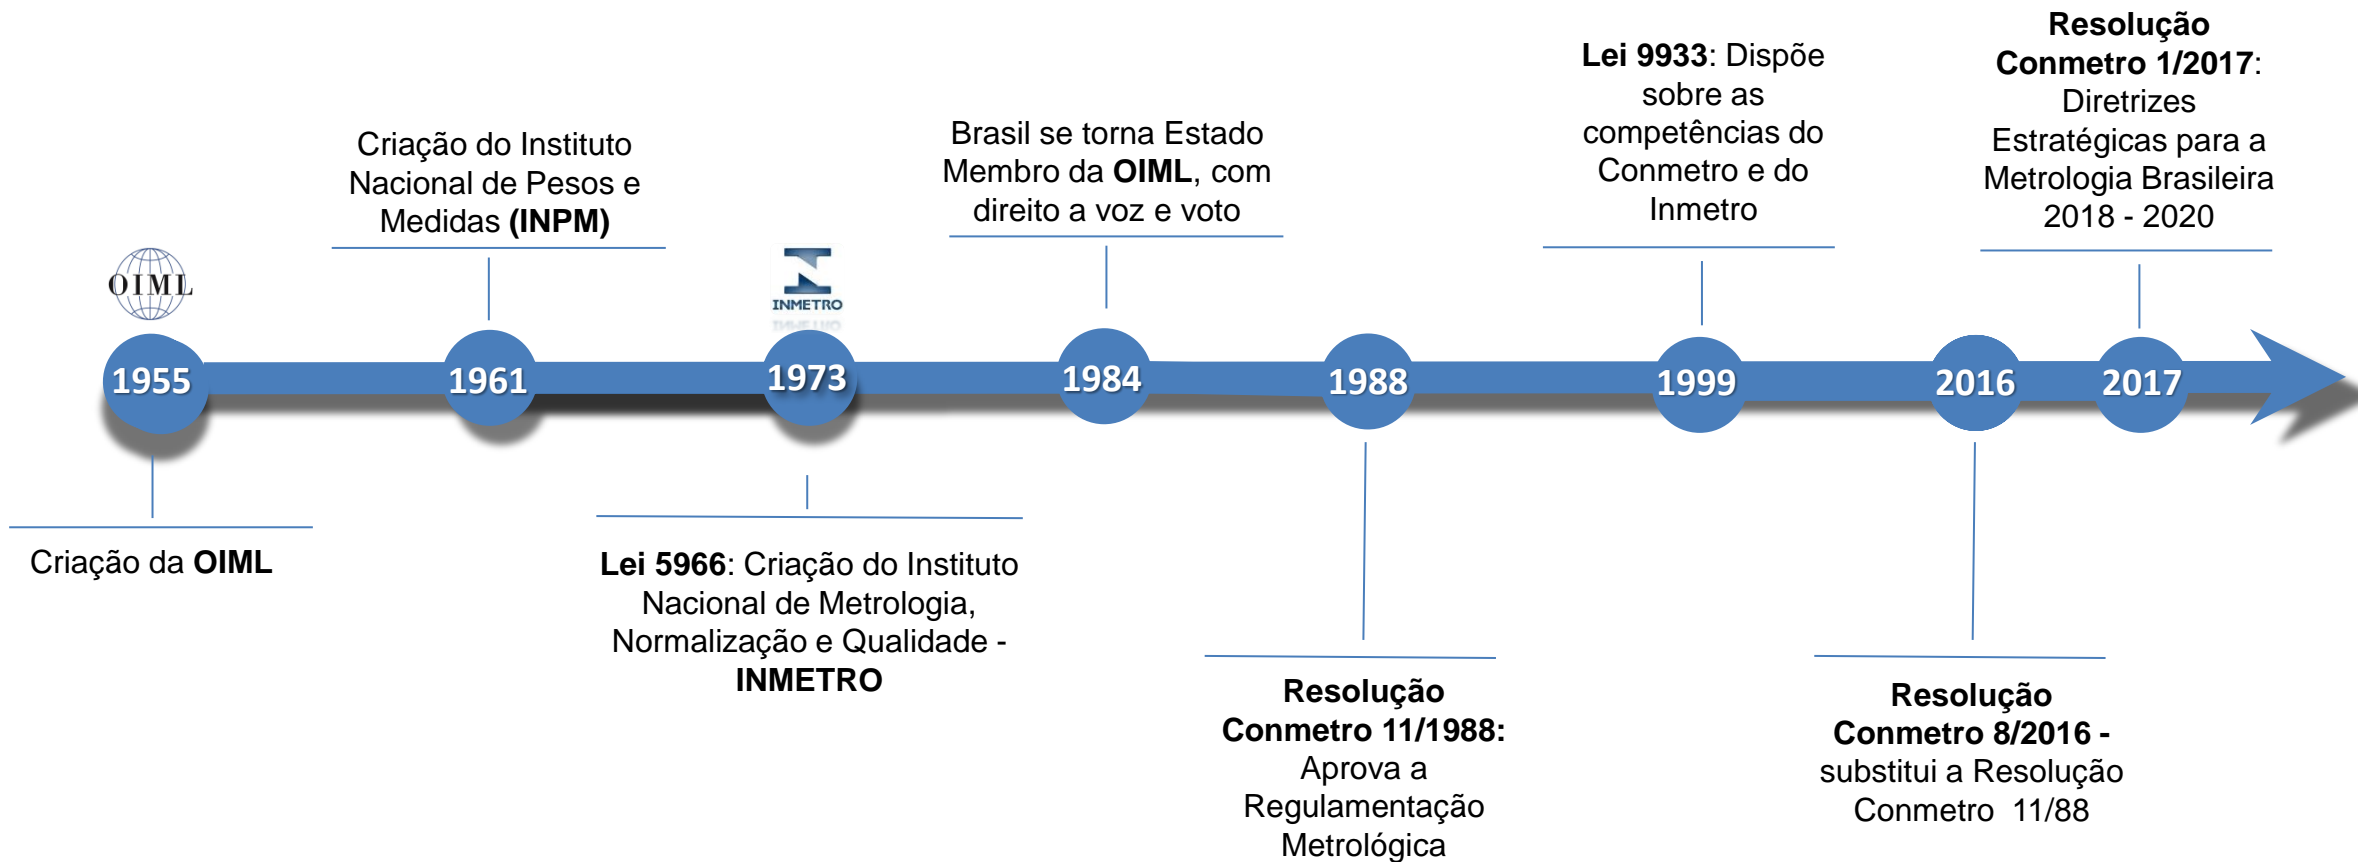 Resolução
Conmetro 1/2017:
Diretrizes
Estratégicas para a
Metrologia Brasileira
2018 - 2020
Lei 9933: Dispõe
sobre as
competências do
Conmetro e do
Inmetro
Brasil se torna Estado
Membro da OIML, com
direito a voz e voto
Criação do Instituto
Nacional de Pesos e
Medidas (INPM)
OIML
INMETRO
1955
1961
1973
1984
1988
1999
2016
2017
Criação da OIML
Lei 5966: Criação do Instituto
Nacional de Metrologia,
Normalização e Qualidade -
INMETRO
Resolução
Conmetro 11/1988:
Aprova a
Regulamentação
Metrológica
Resolução
Conmetro 8/2016 -
substitui a Resolução
Conmetro 11/88